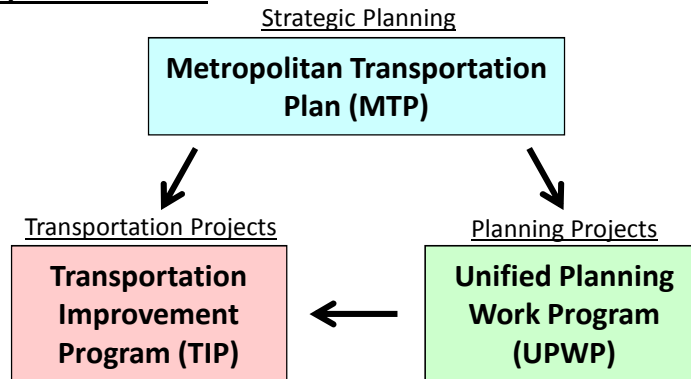 Strategic Planning
Metropolitan Transportation
Plan (MTP)
Transportation Projects
Planning Projects
Transportation
Improvement
Program (TIP)
Unified Planning
Work Program
(UPWP)